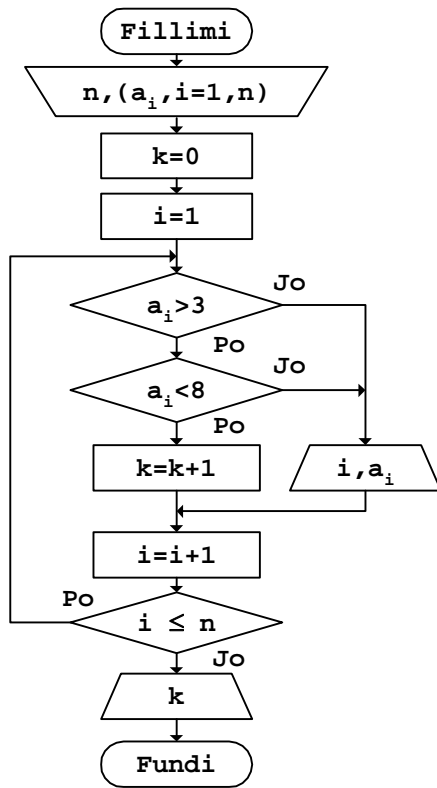 Fillimi
n,(aᵢ,i=1,n)
k=0
i=1
Jo
aᵢ>3
Po
Jo
aᵢ<8
Po
k=k+1
i,aᵢ
i=i+1
Po
i ≤ n
Jo
k
Fundi